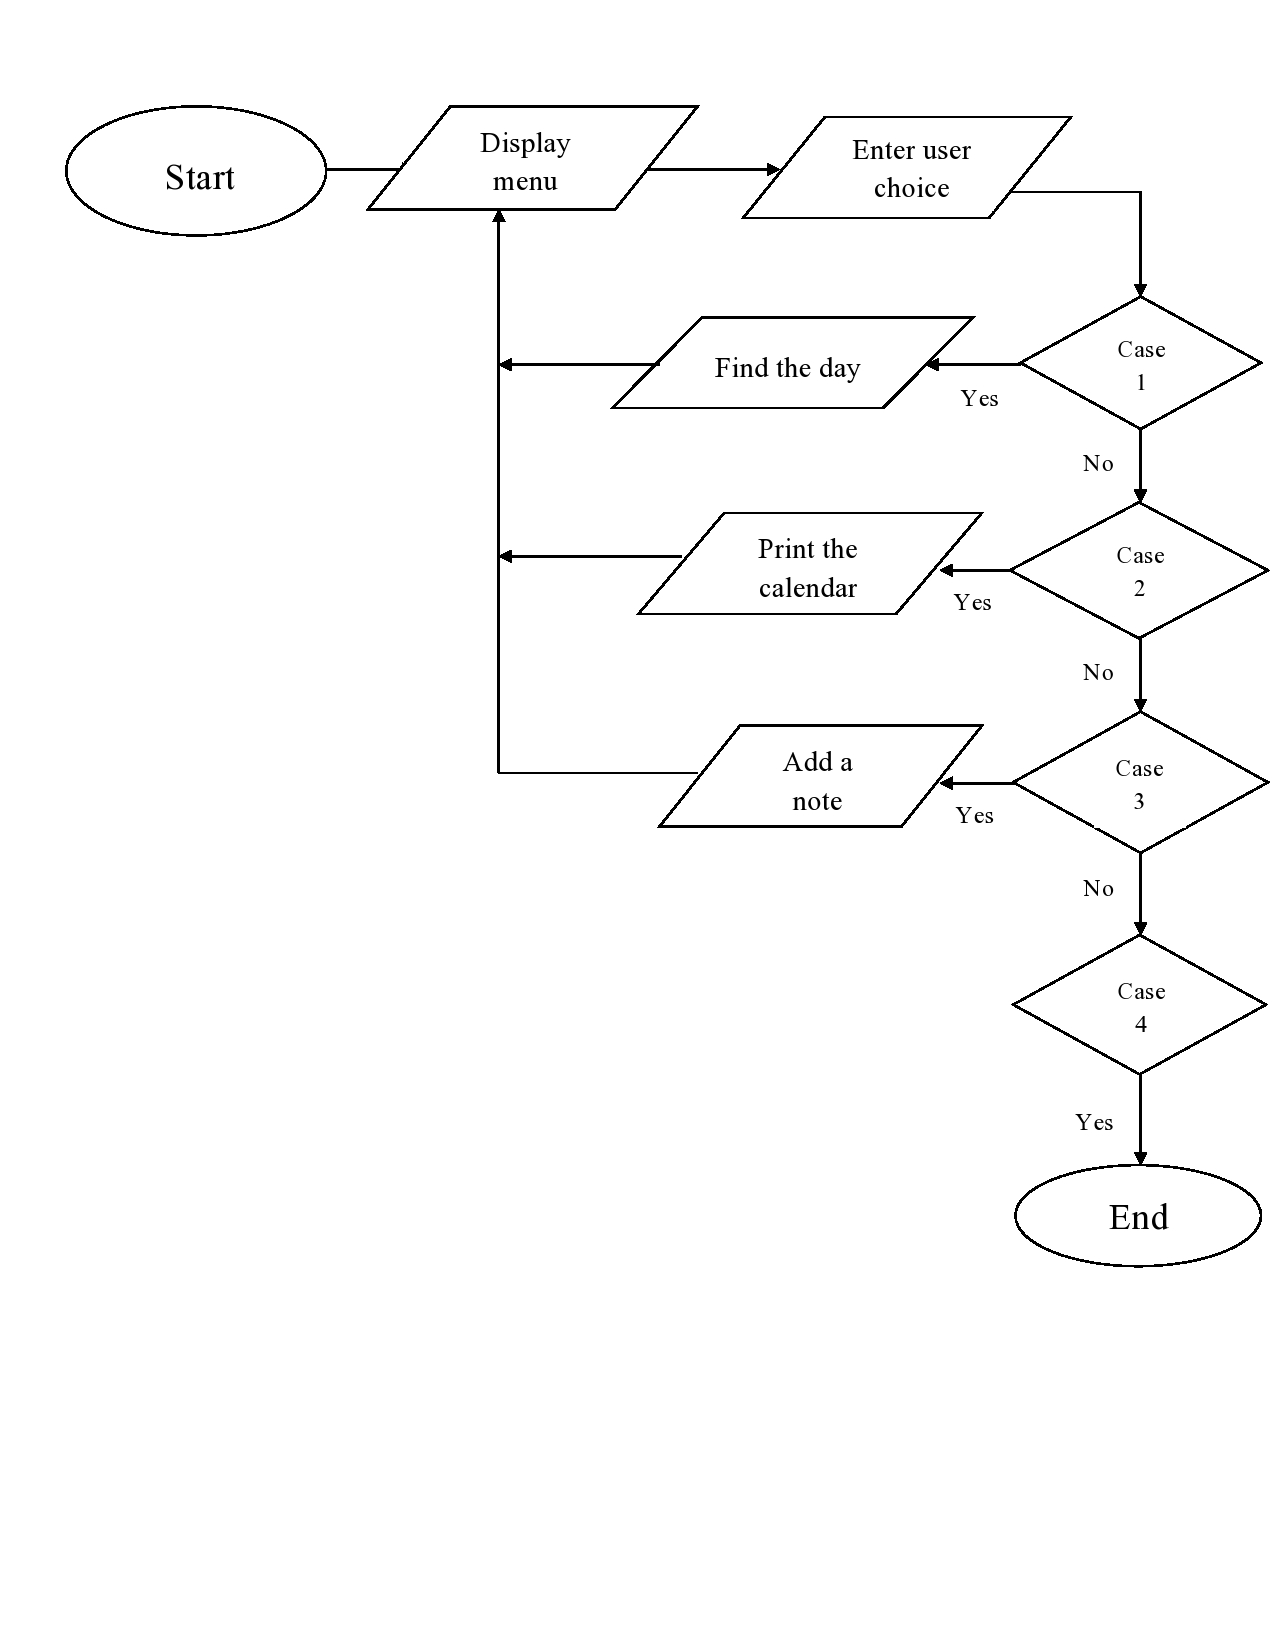 Start
Display
menu
Enter user
choice
Find the day
Yes
Case
1
No
Print the
calendar
Yes
Case
2
No
Add a
note
Yes
Case
3
No
Case
4
Yes
End